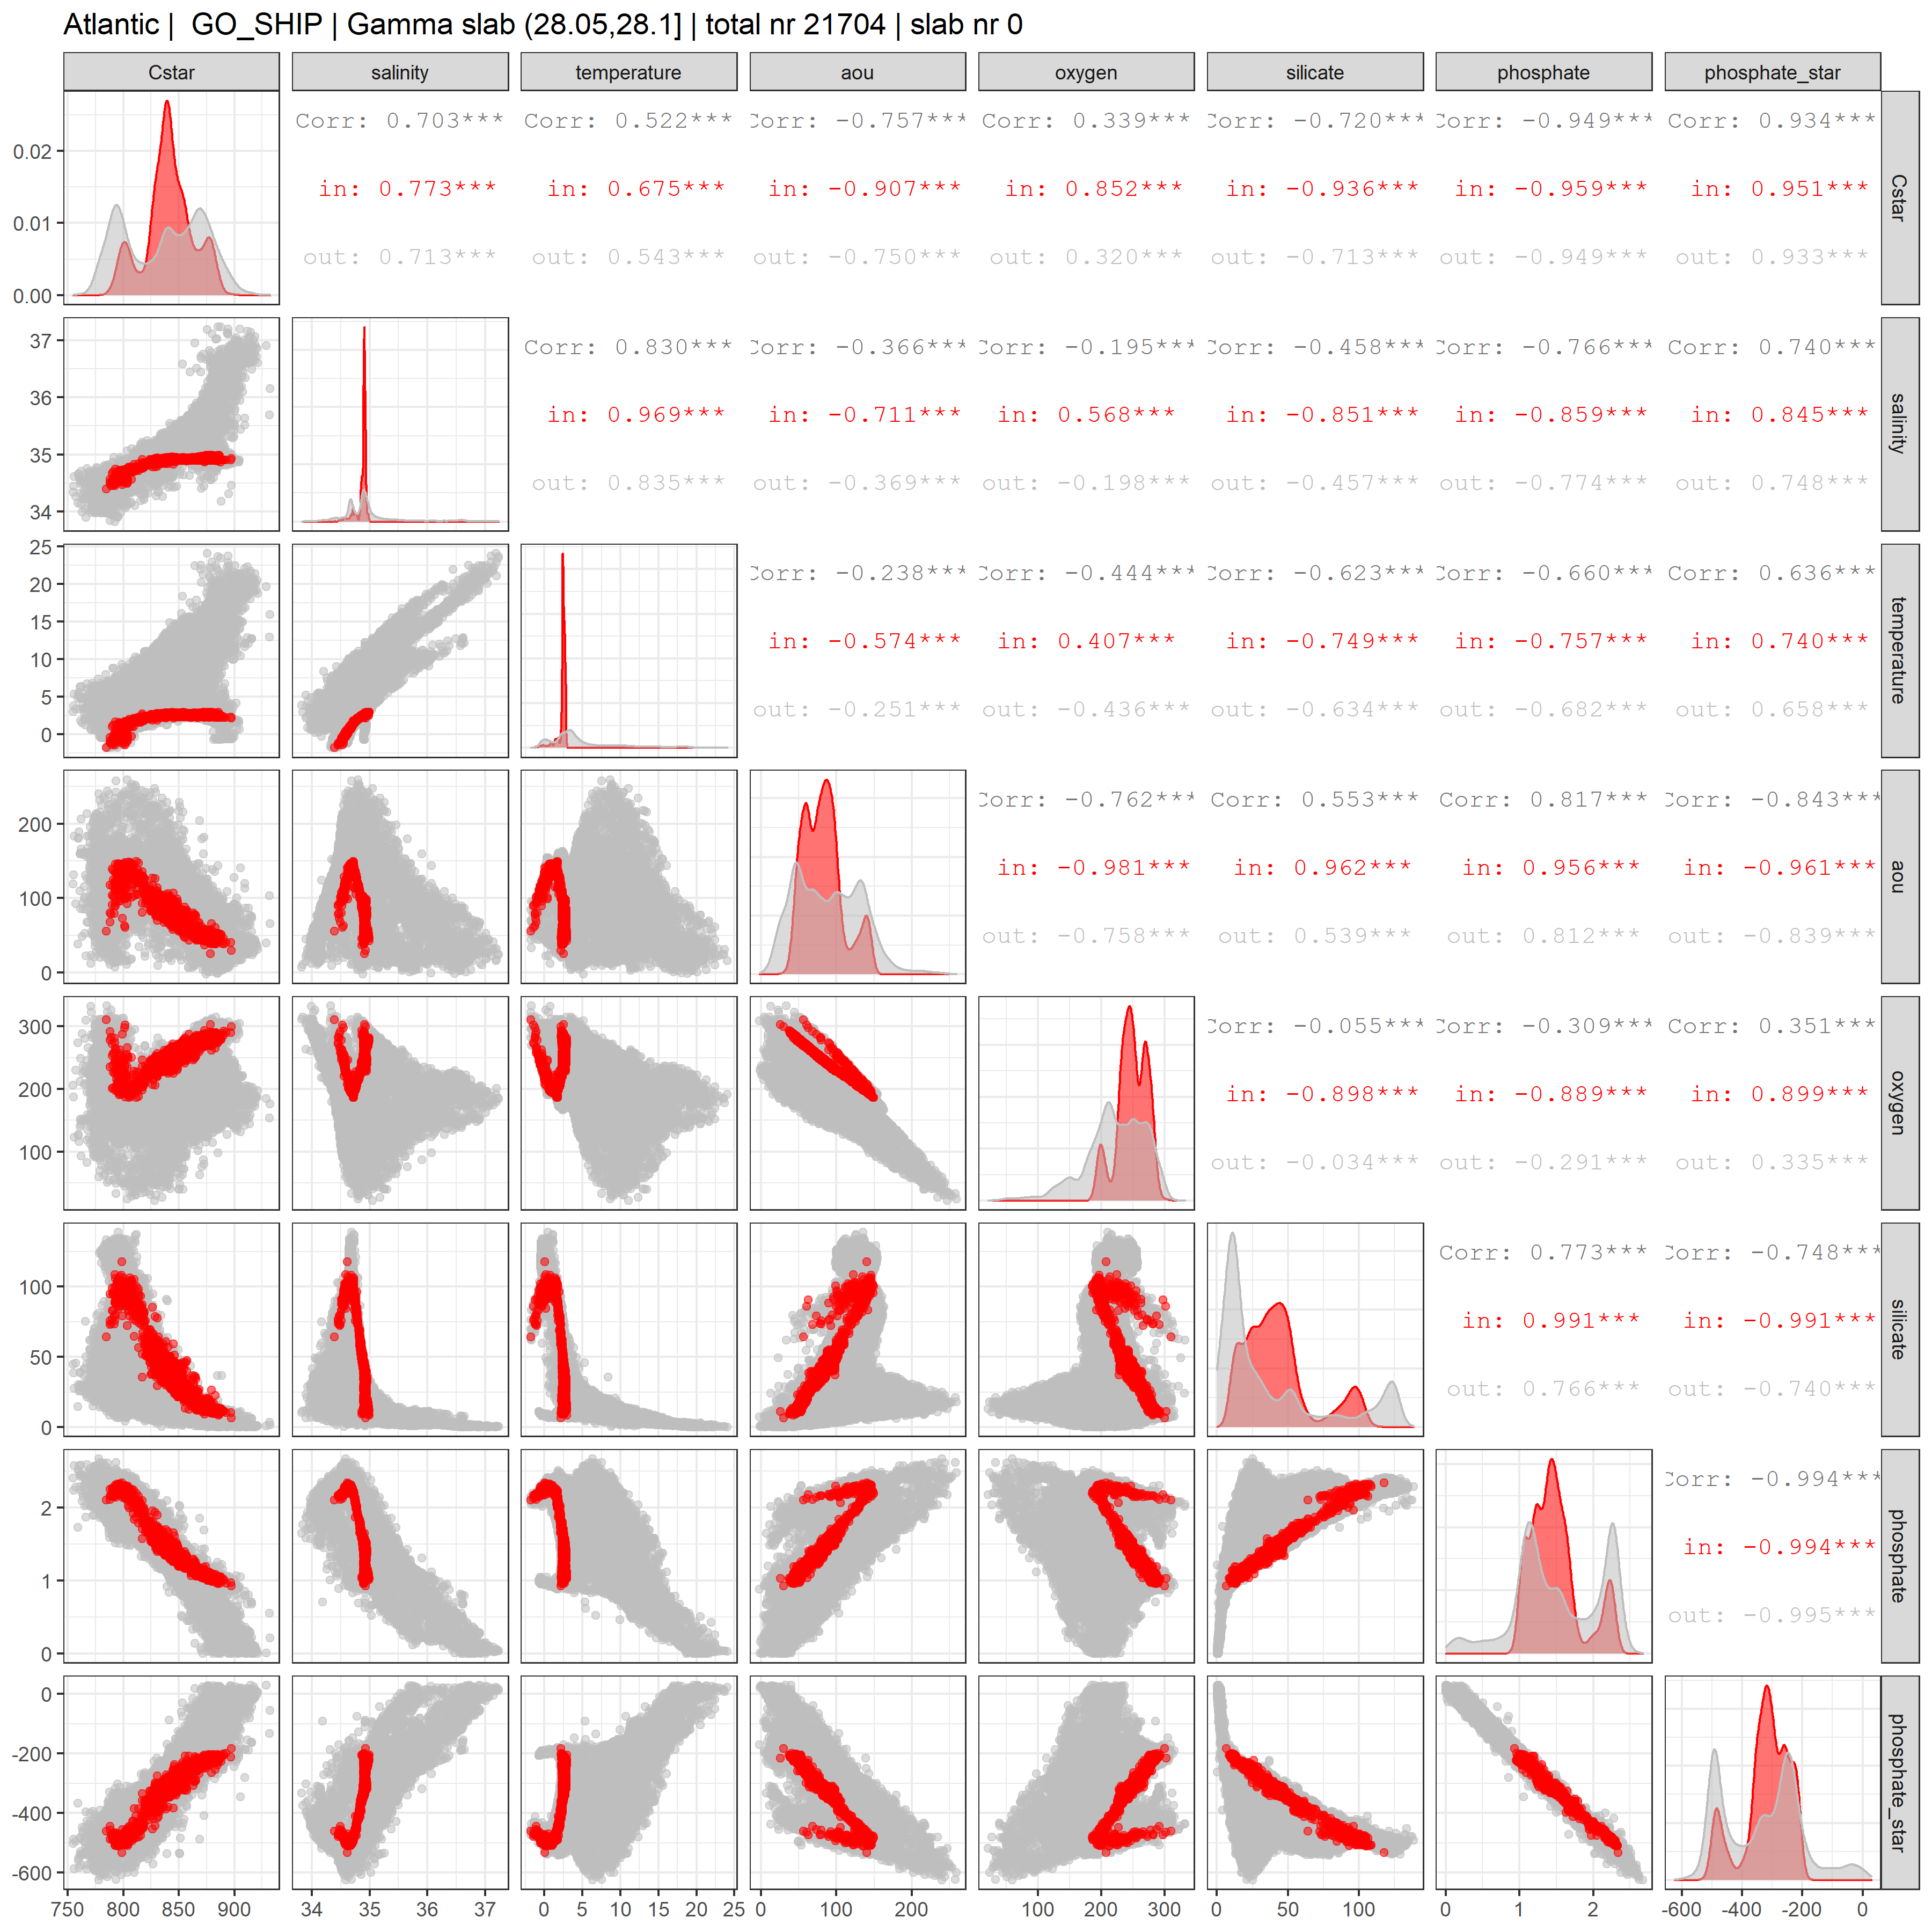 Atlantic |  GO_SHIP | Gamma slab (28.05,28.1] | total nr 21704 | slab nr 0
Cstar salinity temperature aou oxygen silicate phosphate phosphate_star
Corr: 0.703*** Corr: 0.522*** Corr: -0.757*** Corr: 0.339*** Corr: -0.720*** Corr: -0.949*** Corr: 0.934***
0.02
in: 0.773*** in: 0.675*** in: -0.907*** in: 0.852*** in: -0.936*** in: -0.959*** in: 0.951***
Cstar
0.01
out: 0.713*** out: 0.543*** out: -0.750*** out: 0.320*** out: -0.713*** out: -0.949*** out: 0.933***
0.00
37
Corr: 0.830*** Corr: -0.366*** Corr: -0.195*** Corr: -0.458*** Corr: -0.766*** Corr: 0.740***
36
in: 0.969*** in: -0.711*** in: 0.568*** in: -0.851*** in: -0.859*** in: 0.845***
salinity
35
out: 0.835*** out: -0.369*** out: -0.198*** out: -0.457*** out: -0.774*** out: 0.748***
34
25
Corr: -0.238*** Corr: -0.444*** Corr: -0.623*** Corr: -0.660*** Corr: 0.636***
20
15
in: -0.574*** in: 0.407*** in: -0.749*** in: -0.757*** in: 0.740***
temperature
10
5
out: -0.251*** out: -0.436*** out: -0.634*** out: -0.682*** out: 0.658***
0
Corr: -0.762*** Corr: 0.553*** Corr: 0.817*** Corr: -0.843***
200
in: -0.981*** in: 0.962*** in: 0.956*** in: -0.961***
aou
100
out: -0.758*** out: 0.539*** out: 0.812*** out: -0.839***
0
300
Corr: -0.055*** Corr: -0.309*** Corr: 0.351***
200
in: -0.898*** in: -0.889*** in: 0.899***
oxygen
100
out: -0.034*** out: -0.291*** out: 0.335***
Corr: 0.773*** Corr: -0.748***
100
in: 0.991*** in: -0.991***
silicate
50
out: 0.766*** out: -0.740***
0
Corr: -0.994***
2
in: -0.994***
phosphate
1
out: -0.995***
0
0
-200
phosphate_star
-400
-600
750 800 850 900 34 35 36 37 0 5 10 15 20 25 0 100 200 100 200 300 0 50 100 0 1 2 -600 -400 -200 0